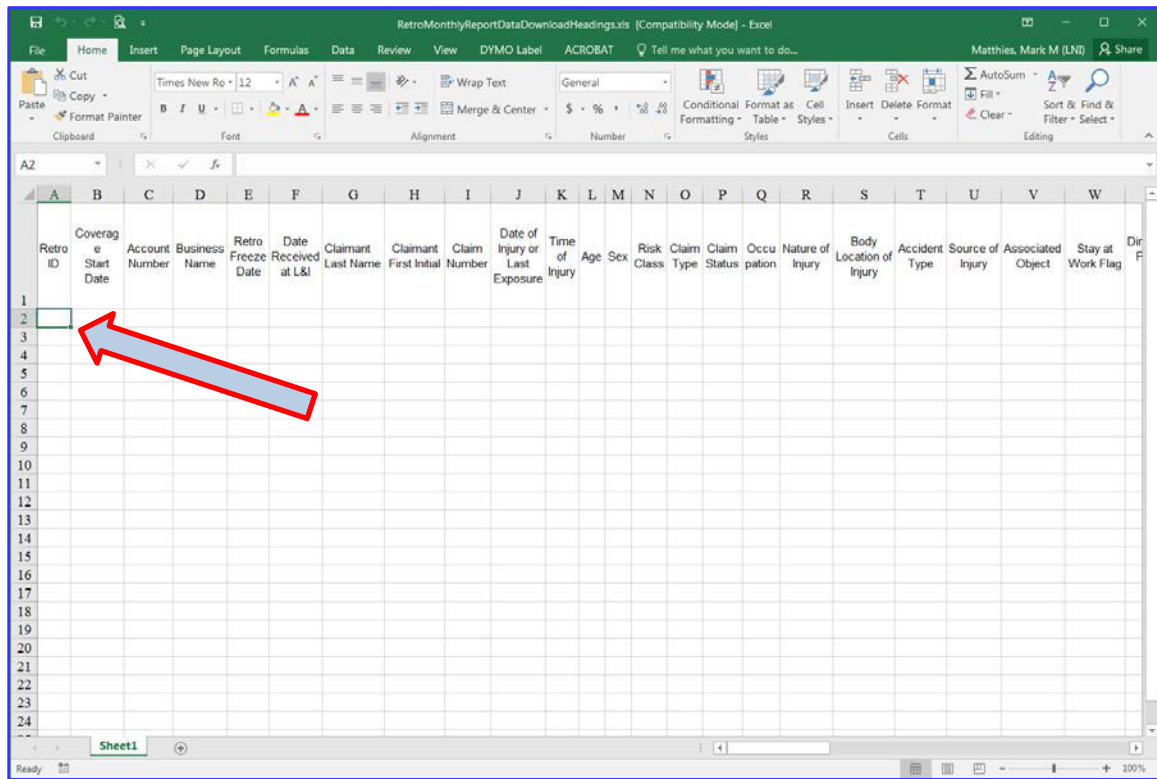 RetroMonthlyReportDataDownloadHeadings.xls [Compatibility Mode] - Excel
File Home Insert Page Layout Formulas Data Review View DYMO Label ACROBAT Tell me what you want to do... Matthies, Mark M (LNI) Share
Cut
Copy
Format Painter
Paste
Clipboard
Times New Ro 12 A A
B I U A
Font
Wrap Text
Merge & Center
Alignment
General
$ % ,
Number
Conditional Formatting
Format as Table
Cell Styles
Styles
Insert Delete Format
Cells
AutoSum
Fill
Clear
Sort & Filter
Find & Select
Editing
A2 fx
A B C D E F G H I J K L M N O P Q R S T U V W
Retro ID
Coverag
e
Start
Date
Account Number
Business Name
Retro Freeze Date
Date Received at L&I
Claimant Last Name
Claimant First Initial
Claim Number
Date of Injury or Last Exposure
Time of Injury
Age
Sex
Risk Class
Claim Type
Claim Status
Occu
pation
Nature of Injury
Body Location of Injury
Accident Type
Source of Injury
Associated Object
Stay at Work Flag
Dir
F
1
2
3
4
5
6
7
8
9
10
11
12
13
14
15
16
17
18
19
20
21
22
23
24
Sheet1
Ready 100%